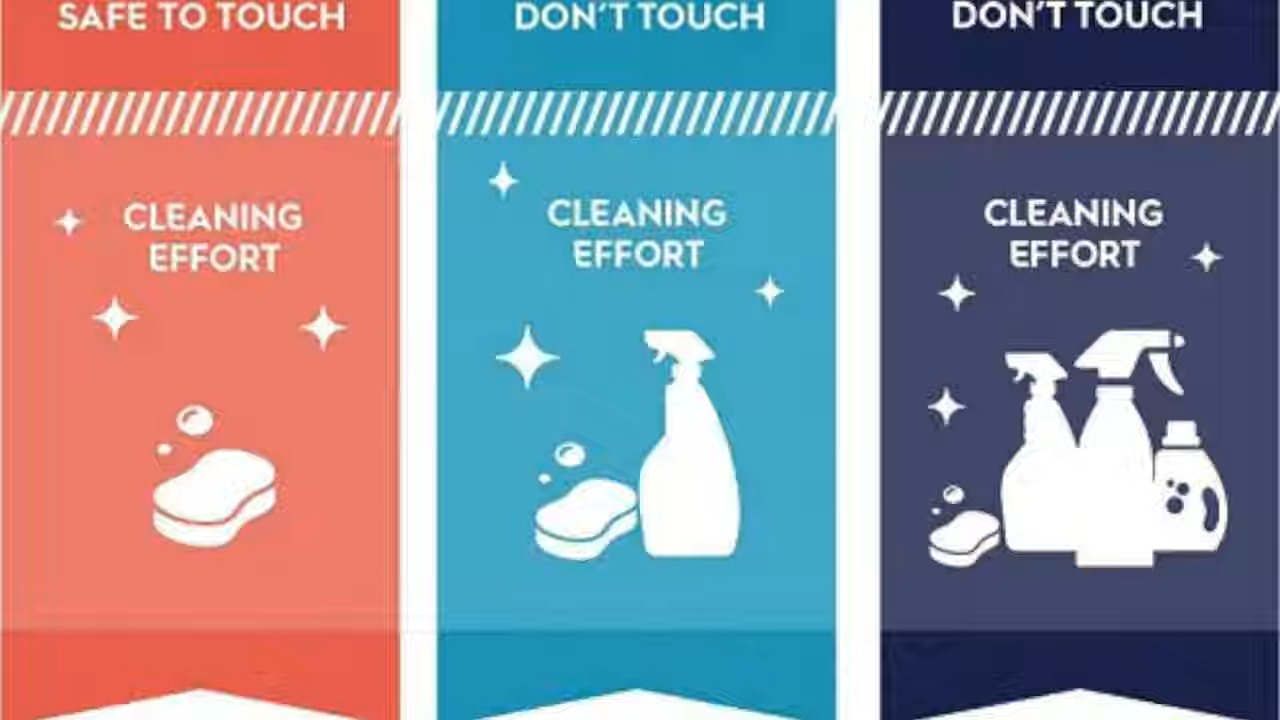 SAFE TO TOUCH
CLEANING
EFFORT
DON'T TOUCH
CLEANING
EFFORT
DON'T TOUCH
CLEANING
EFFORT